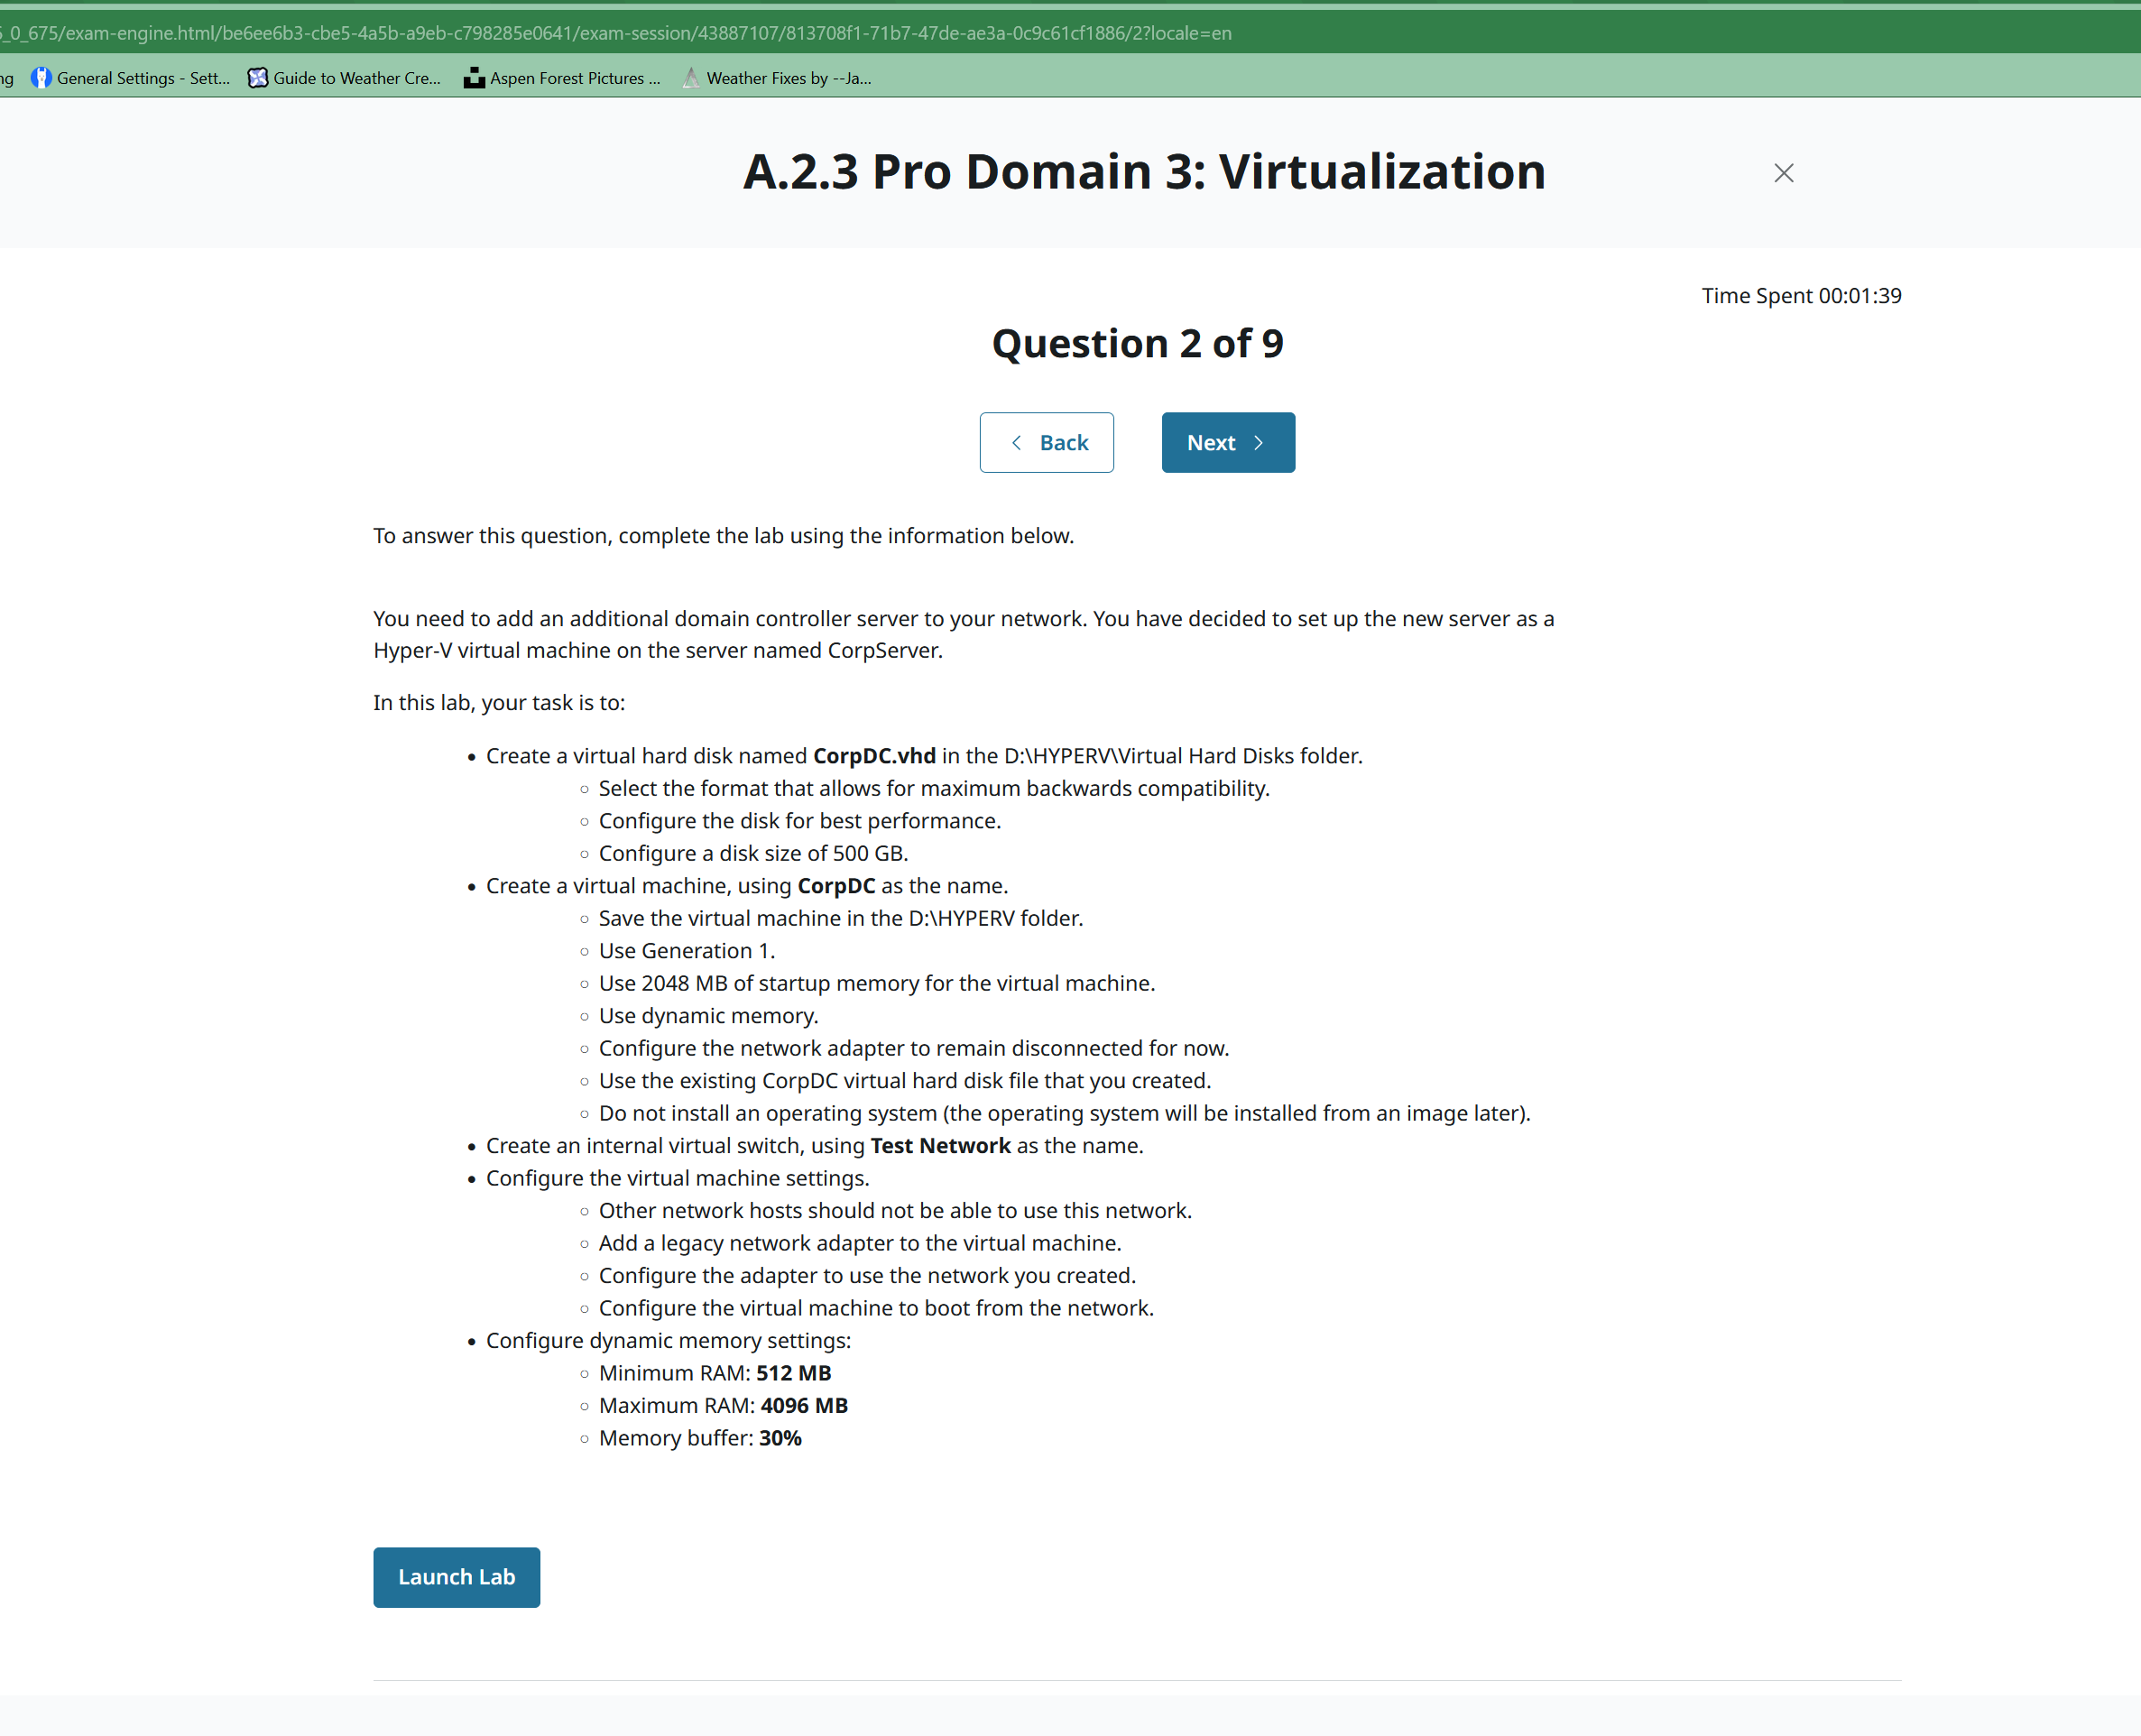 5_0_675/exam-engine.html/be6ee6b3-cbe5-4a5b-a9eb-c798285e0641/exam-session/43887107/813708f1-71b7-47de-ae3a-0c9c61cf1886/2?locale=en
ng General Settings - Sett... Guide to Weather Cre... Aspen Forest Pictures ... Weather Fixes by --Ja...
A.2.3 Pro Domain 3: Virtualization
Time Spent 00:01:39
Question 2 of 9
Back Next
To answer this question, complete the lab using the information below.
You need to add an additional domain controller server to your network. You have decided to set up the new server as a
Hyper-V virtual machine on the server named CorpServer.
In this lab, your task is to:
• Create a virtual hard disk named CorpDC.vhd in the D:\HYPERV\Virtual Hard Disks folder.
◦ Select the format that allows for maximum backwards compatibility.
◦ Configure the disk for best performance.
◦ Configure a disk size of 500 GB.
• Create a virtual machine, using CorpDC as the name.
◦ Save the virtual machine in the D:\HYPERV folder.
◦ Use Generation 1.
◦ Use 2048 MB of startup memory for the virtual machine.
◦ Use dynamic memory.
◦ Configure the network adapter to remain disconnected for now.
◦ Use the existing CorpDC virtual hard disk file that you created.
◦ Do not install an operating system (the operating system will be installed from an image later).
• Create an internal virtual switch, using Test Network as the name.
• Configure the virtual machine settings.
◦ Other network hosts should not be able to use this network.
◦ Add a legacy network adapter to the virtual machine.
◦ Configure the adapter to use the network you created.
◦ Configure the virtual machine to boot from the network.
• Configure dynamic memory settings:
◦ Minimum RAM: 512 MB
◦ Maximum RAM: 4096 MB
◦ Memory buffer: 30%
Launch Lab